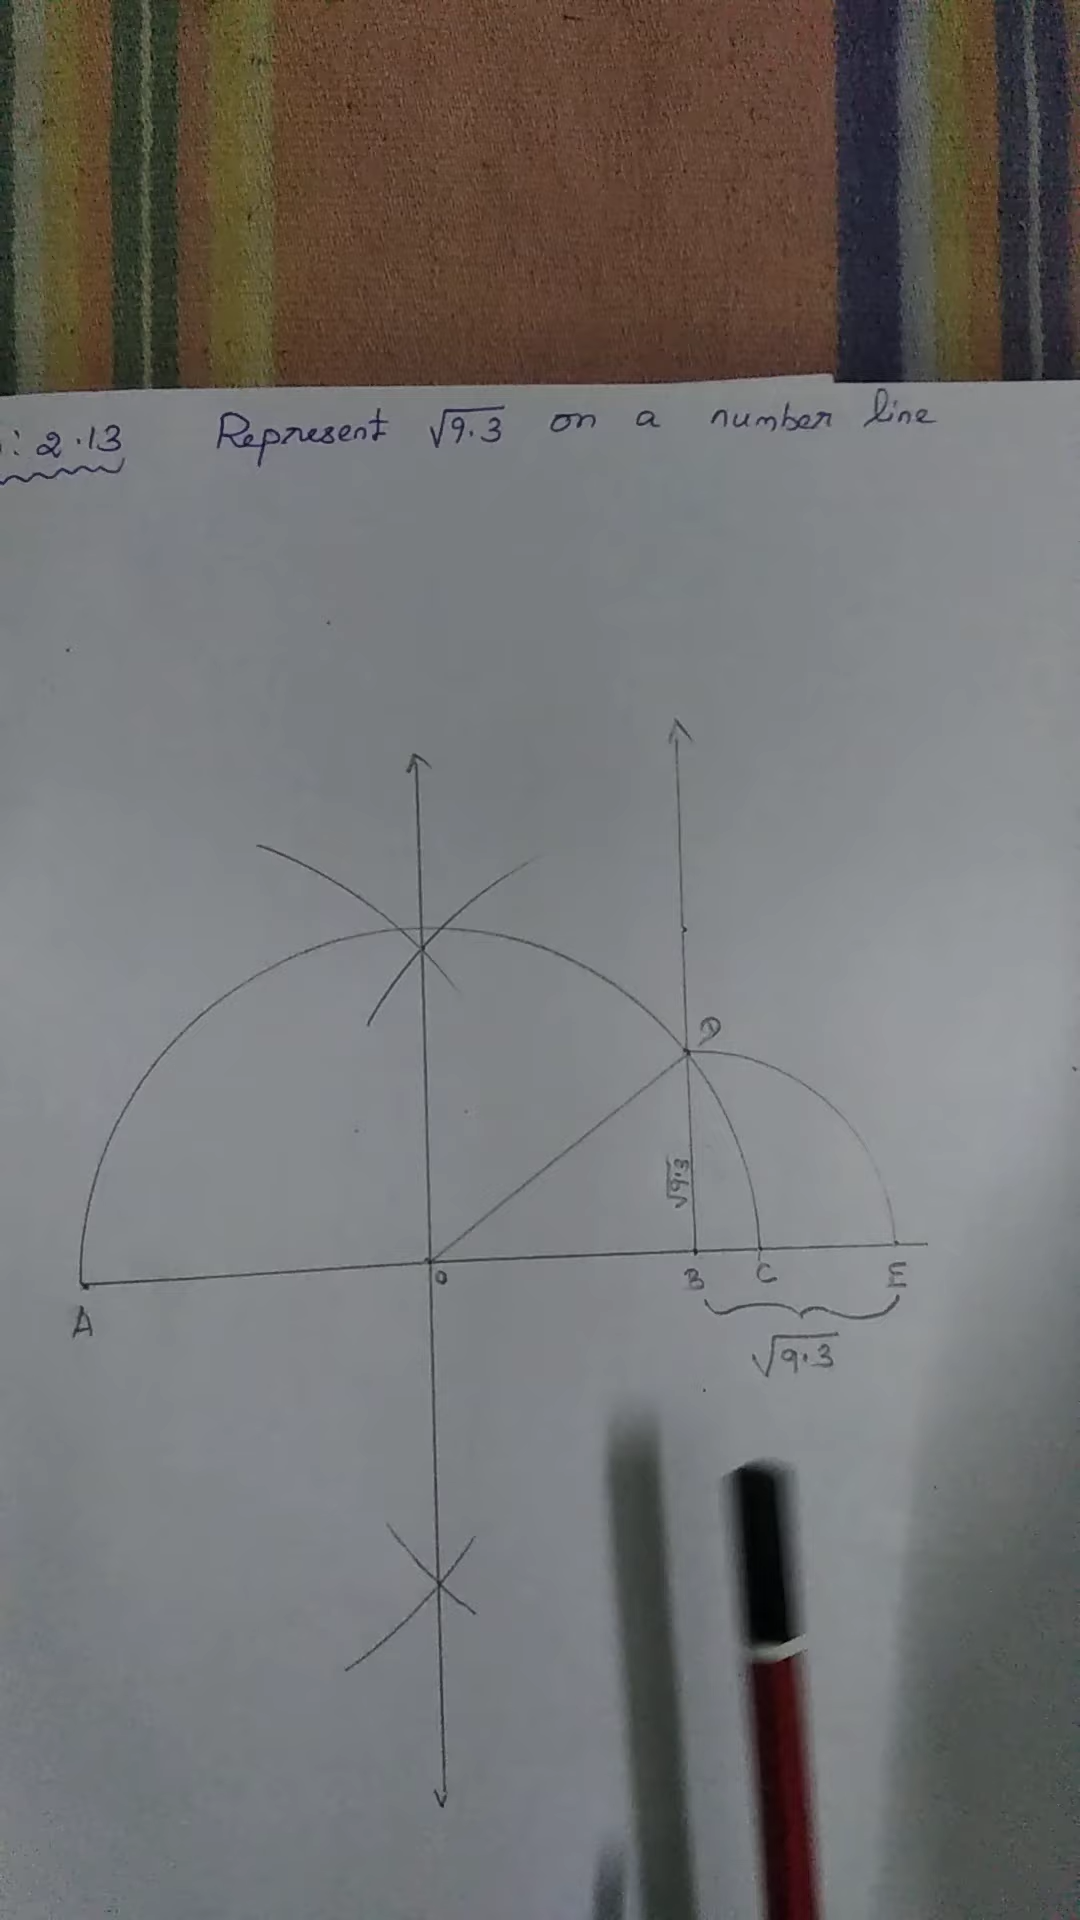 : 2.13 Represent √9.3 on a number line
D
√9.3
A
O
B
C
E
√9.3